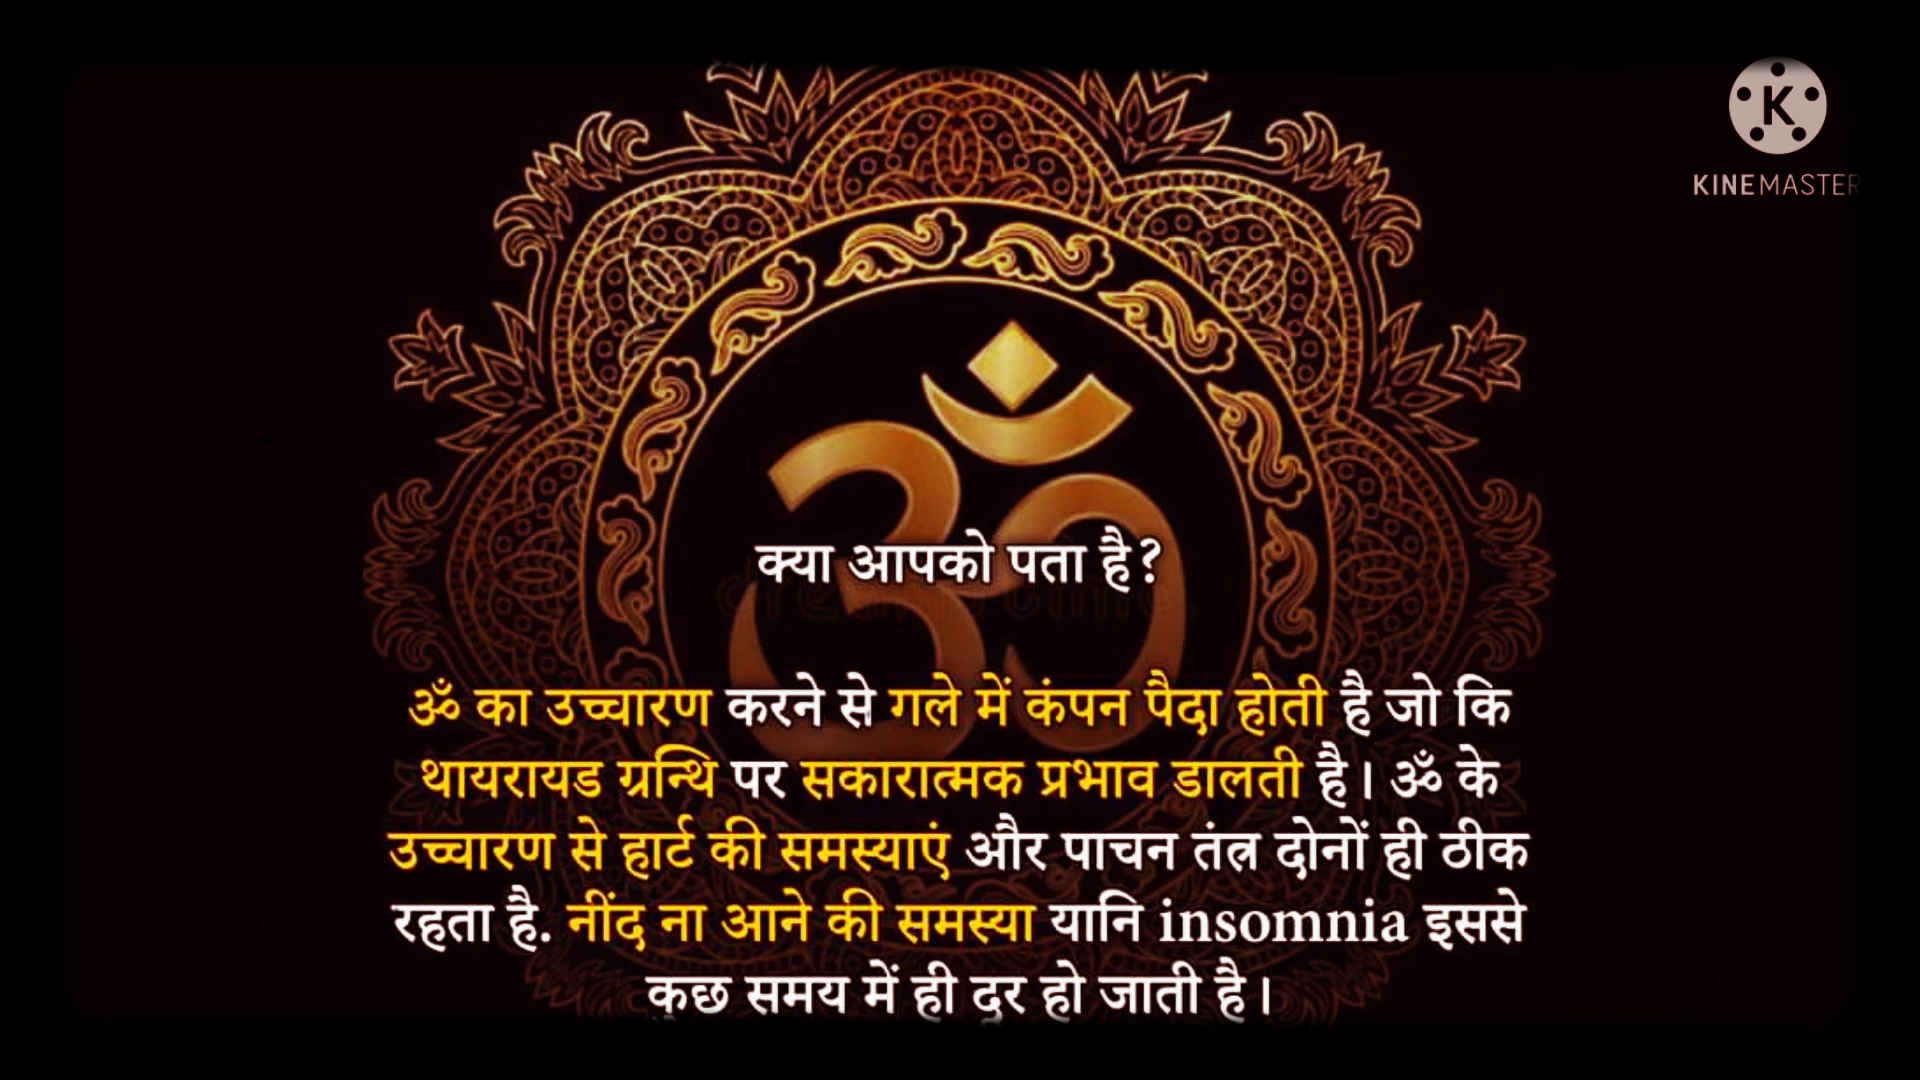 K
KINEMASTER
क्या आपको पता है?
ॐ का उच्चारण करने से गले में कंपन पैदा होती है जो कि
थायरायड ग्रन्थि पर सकारात्मक प्रभाव डालती है। ॐ के
उच्चारण से हार्ट की समस्याएं और पाचन तंत्र दोनों ही ठीक
रहता है. नींद ना आने की समस्या यानि insomnia इससे
कुछ समय में ही दुर हो जाती है।